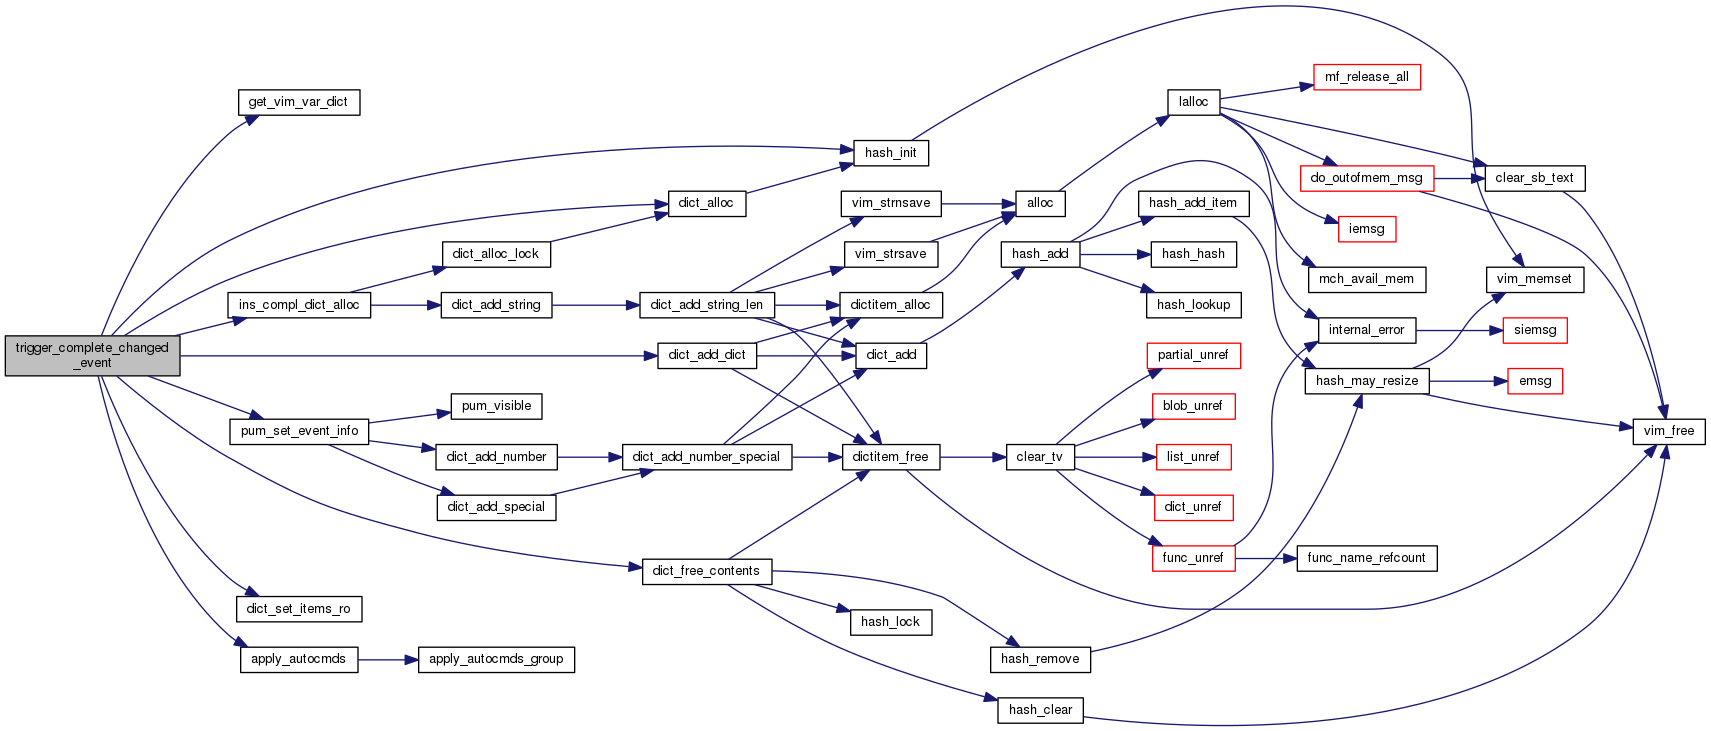 trigger_complete_changed
_event
get_vim_var_dict
ins_compl_dict_alloc
pum_set_event_info
dict_set_items_ro
apply_autocmds
dict_alloc_lock
dict_add_string
pum_visible
dict_add_number
dict_add_special
apply_autocmds_group
dict_alloc
dict_add_string_len
dict_add_dict
dict_add_number_special
dict_free_contents
hash_init
vim_strnsave
vim_strsave
dictitem_alloc
dict_add
dictitem_free
hash_lock
alloc
hash_add
clear_tv
hash_remove
hash_clear
lalloc
hash_add_item
hash_hash
hash_lookup
partial_unref
blob_unref
list_unref
dict_unref
func_unref
mf_release_all
do_outofmem_msg
iemsg
mch_avail_mem
internal_error
hash_may_resize
func_name_refcount
clear_sb_text
vim_memset
siemsg
emsg
vim_free